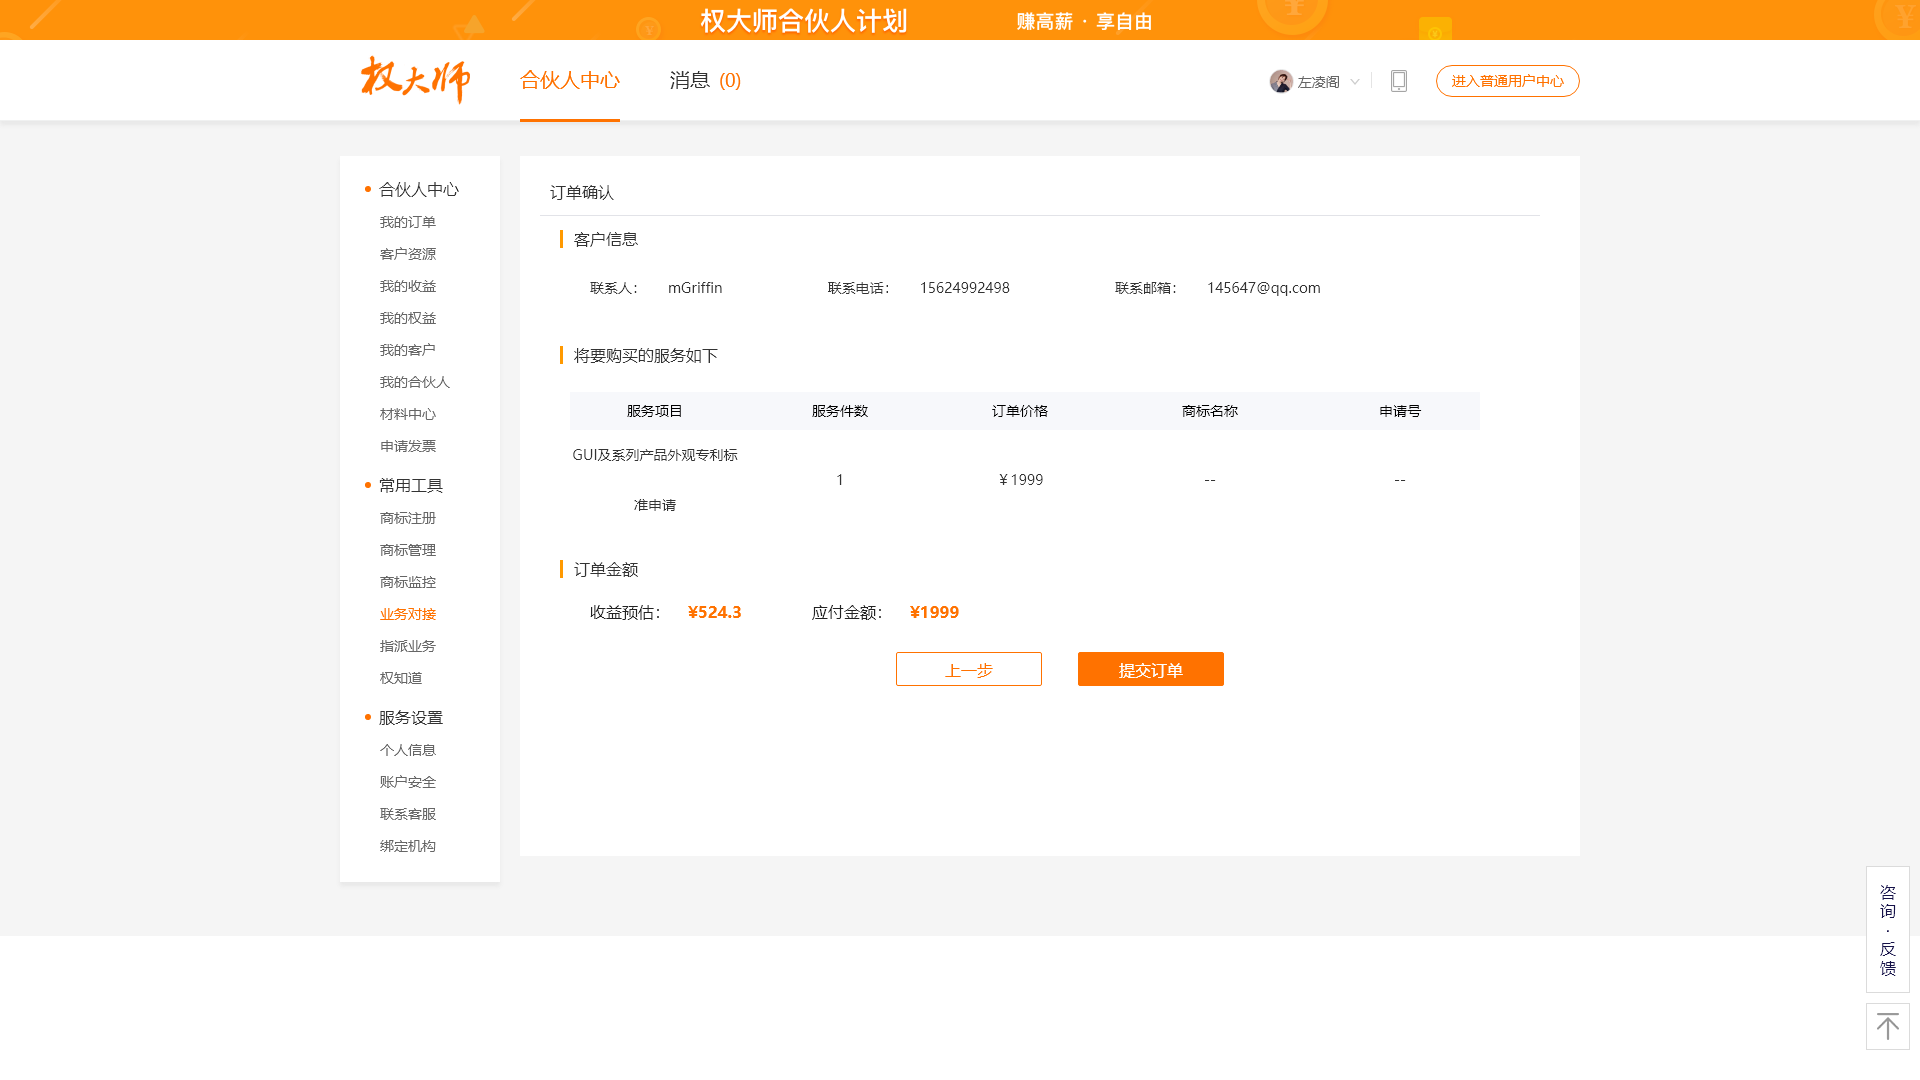 权大师合伙人计划 赚高薪 · 享自由
权大师 合伙人中心 消息 (0) 左凌阁 进入普通用户中心
合伙人中心
我的订单
客户资源
我的收益
我的权益
我的客户
我的合伙人
材料中心
申请发票
常用工具
商标注册
商标管理
商标监控
业务对接
指派业务
权知道
服务设置
个人信息
账户安全
联系客服
绑定机构
订单确认
客户信息
联系人： mGriffin 联系电话： 15624992498 联系邮箱： 145647@qq.com
将要购买的服务如下
服务项目 服务件数 订单价格 商标名称 申请号
GUI及系列产品外观专利标
准申请
1 ￥1999 -- --
订单金额
收益预估： ¥524.3 应付金额： ¥1999
上一步 提交订单
咨
询
·
反
馈